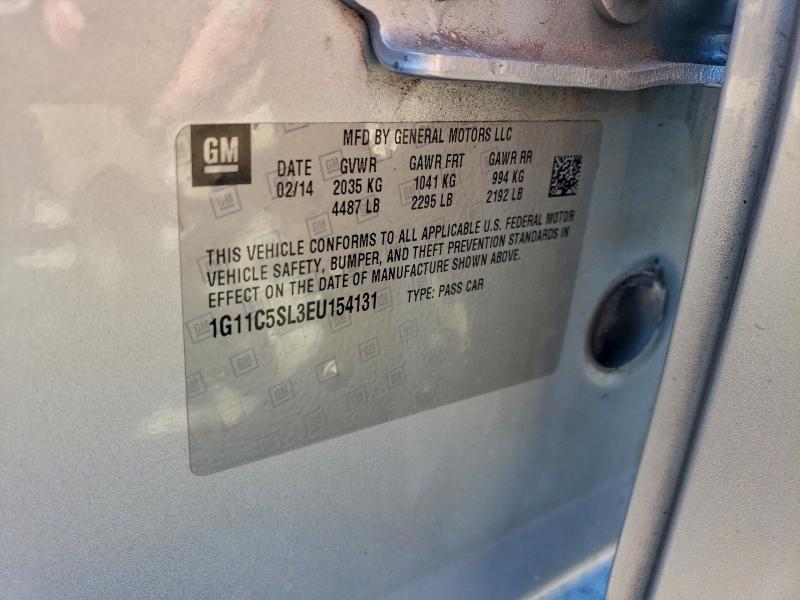 GM
MFD BY GENERAL MOTORS LLC
DATE GVWR GAWR FRT GAWR RR
02/14 2035 KG 1041 KG 994 KG
4487 LB 2295 LB 2192 LB
THIS VEHICLE CONFORMS TO ALL APPLICABLE U.S. FEDERAL MOTOR
VEHICLE SAFETY, BUMPER, AND THEFT PREVENTION STANDARDS IN
EFFECT ON THE DATE OF MANUFACTURE SHOWN ABOVE.
1G11C5SL3EU154131 TYPE: PASS CAR